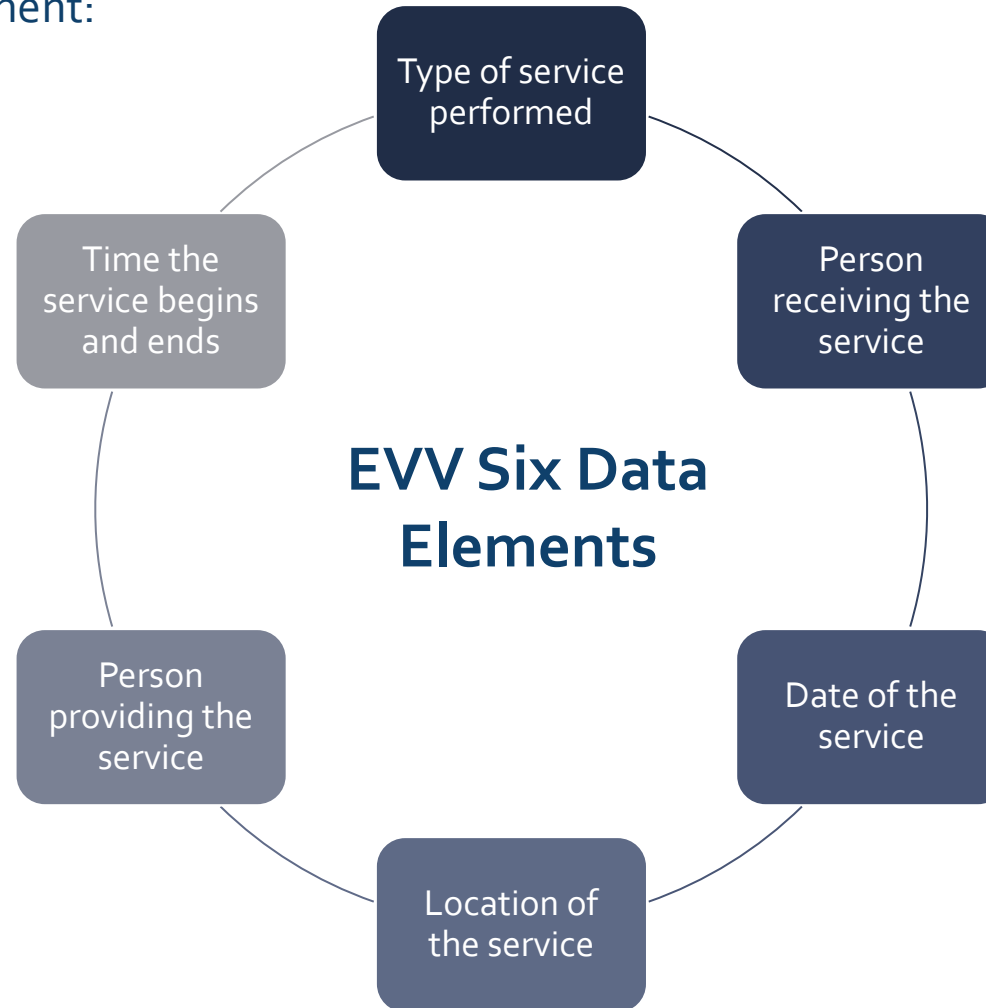 nent:
Type of service
performed
Person
receiving the
service
Date of the
service
Location of
the service
Person
providing the
service
Time the
service begins
and ends
EVV Six Data
Elements